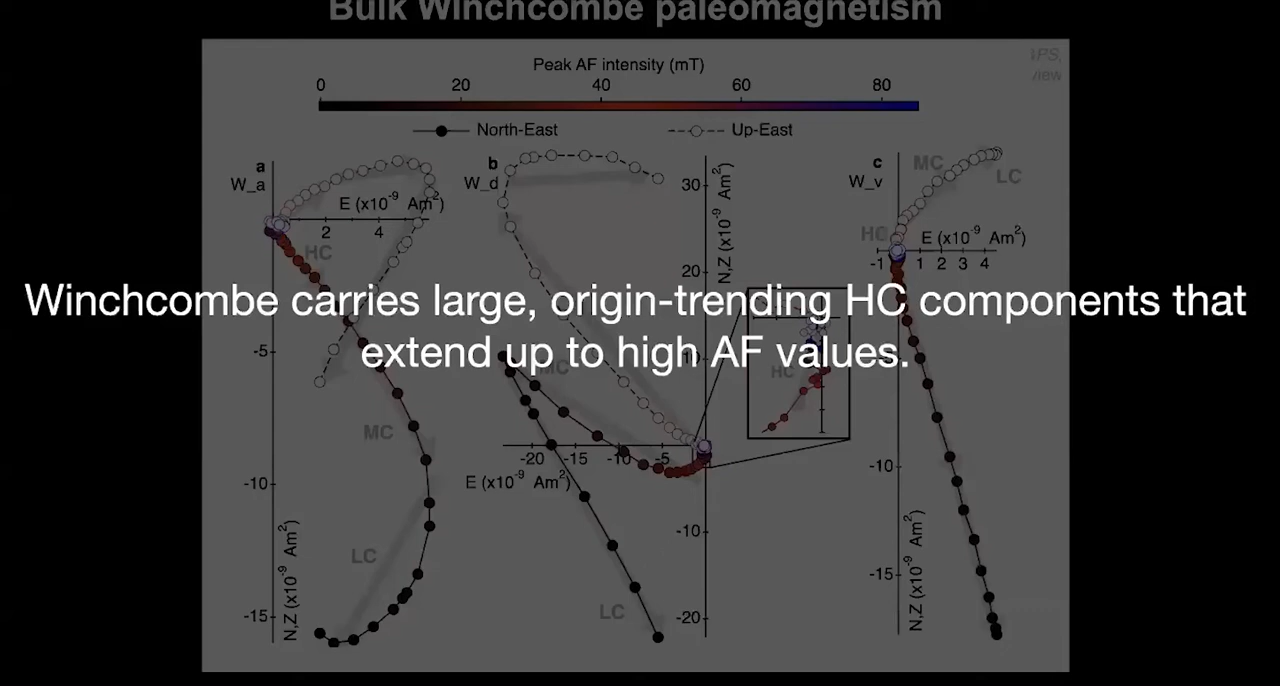 Bulk Winchcombe paleomagnetism
Peak AF intensity (mT)
0 20 40 60 80
North-East Up-East
a
W_a
E (x10⁻⁹ Am²)
2 4
HC
MC
LC
-5
-10
-15
N,Z (x10⁻⁹ Am²)
b
W_d
30
20
10
-10
-20
N,Z (x10⁻⁹ Am²)
MC
-20 -15 -10 -5
E (x10⁻⁹ Am²)
LC
HC
c
W_v
MC
LC
HC
E (x10⁻⁹ Am²)
-1 1 2 3 4
-10
-15
N,Z (x10⁻⁹ Am²)
Winchcombe carries large, origin-trending HC components that
extend up to high AF values.